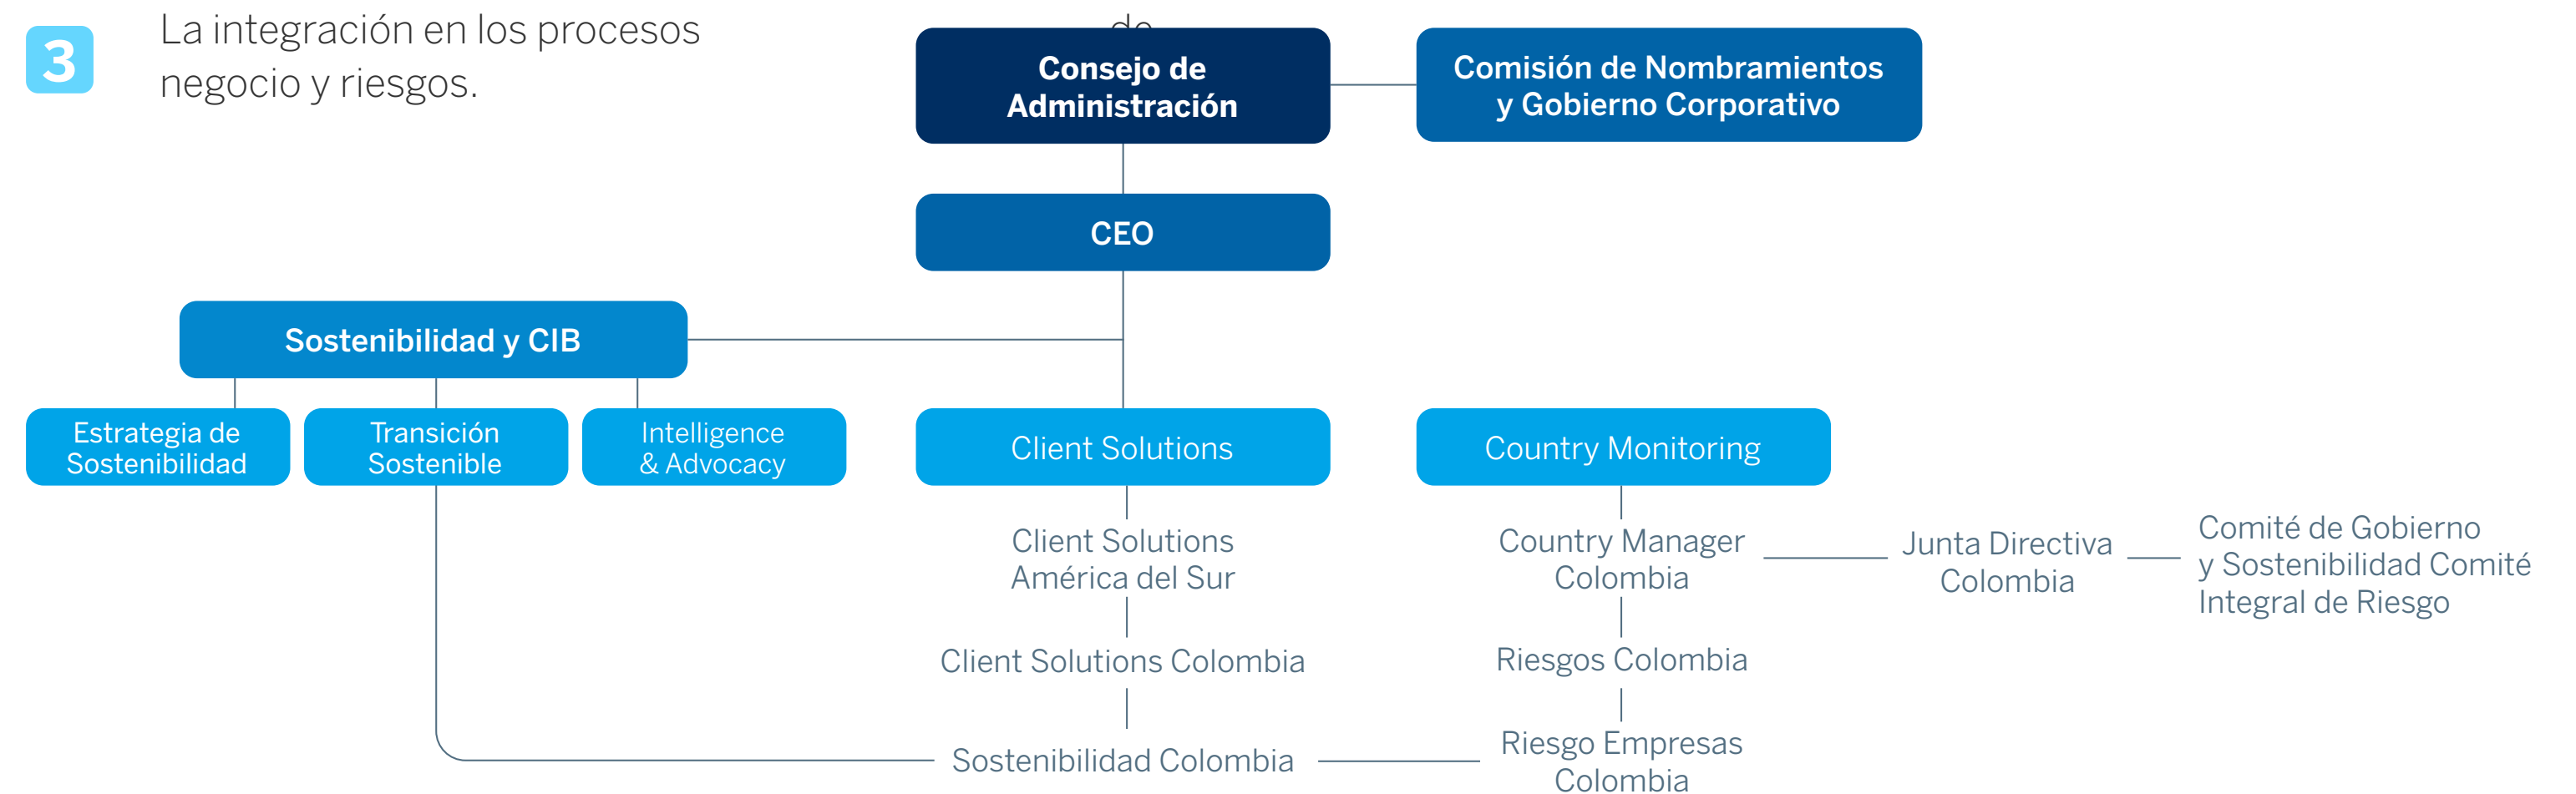 3
La integración en los procesos de
negocio y riesgos.
Consejo de
Administración
Comisión de Nombramientos
y Gobierno Corporativo
CEO
Sostenibilidad y CIB
Estrategia de
Sostenibilidad
Transición
Sostenible
Intelligence
& Advocacy
Client Solutions
Country Monitoring
Client Solutions
América del Sur
Country Manager
Colombia
Junta Directiva
Colombia
Comité de Gobierno
y Sostenibilidad Comité
Integral de Riesgo
Client Solutions Colombia
Riesgos Colombia
Sostenibilidad Colombia
Riesgo Empresas
Colombia